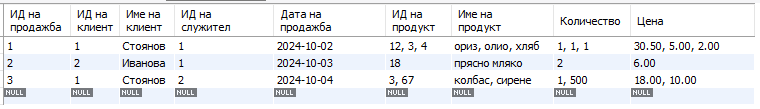 ИД на продажба	ИД на клиент	Име на клиент	ИД на служител	Дата на продажба	ИД на продукт	Име на продукт	Количество	Цена
1	1	Стоянов	1	2024-10-02	12, 3, 4	ориз, олио, хляб	1, 1, 1	30.50, 5.00, 2.00
2	2	Иванова	1	2024-10-03	18	прясно мляко	2	6.00
3	1	Стоянов	2	2024-10-04	3, 67	колбас, сирене	1, 500	18.00, 10.00
NULL	NULL	NULL	NULL	NULL	NULL	NULL	NULL	NULL